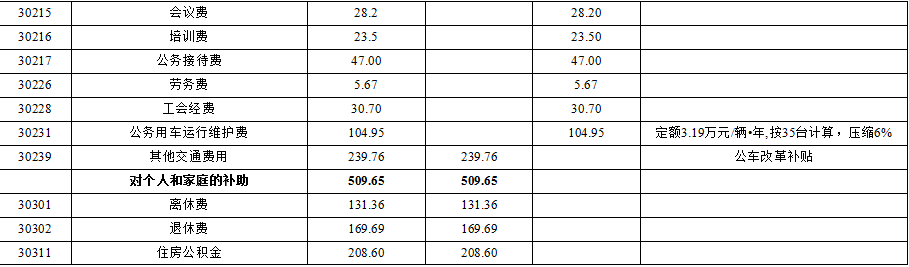 30215 会议费 28.2 28.20
30216 培训费 23.5 23.50
30217 公务接待费 47.00 47.00
30226 劳务费 5.67 5.67
30228 工会经费 30.70 30.70
30231 公务用车运行维护费 104.95 104.95 定额3.19万元/辆•年,按35台计算，压缩6%
30239 其他交通费用 239.76 239.76 公车改革补贴
对个人和家庭的补助 509.65 509.65
30301 离休费 131.36 131.36
30302 退休费 169.69 169.69
30311 住房公积金 208.60 208.60